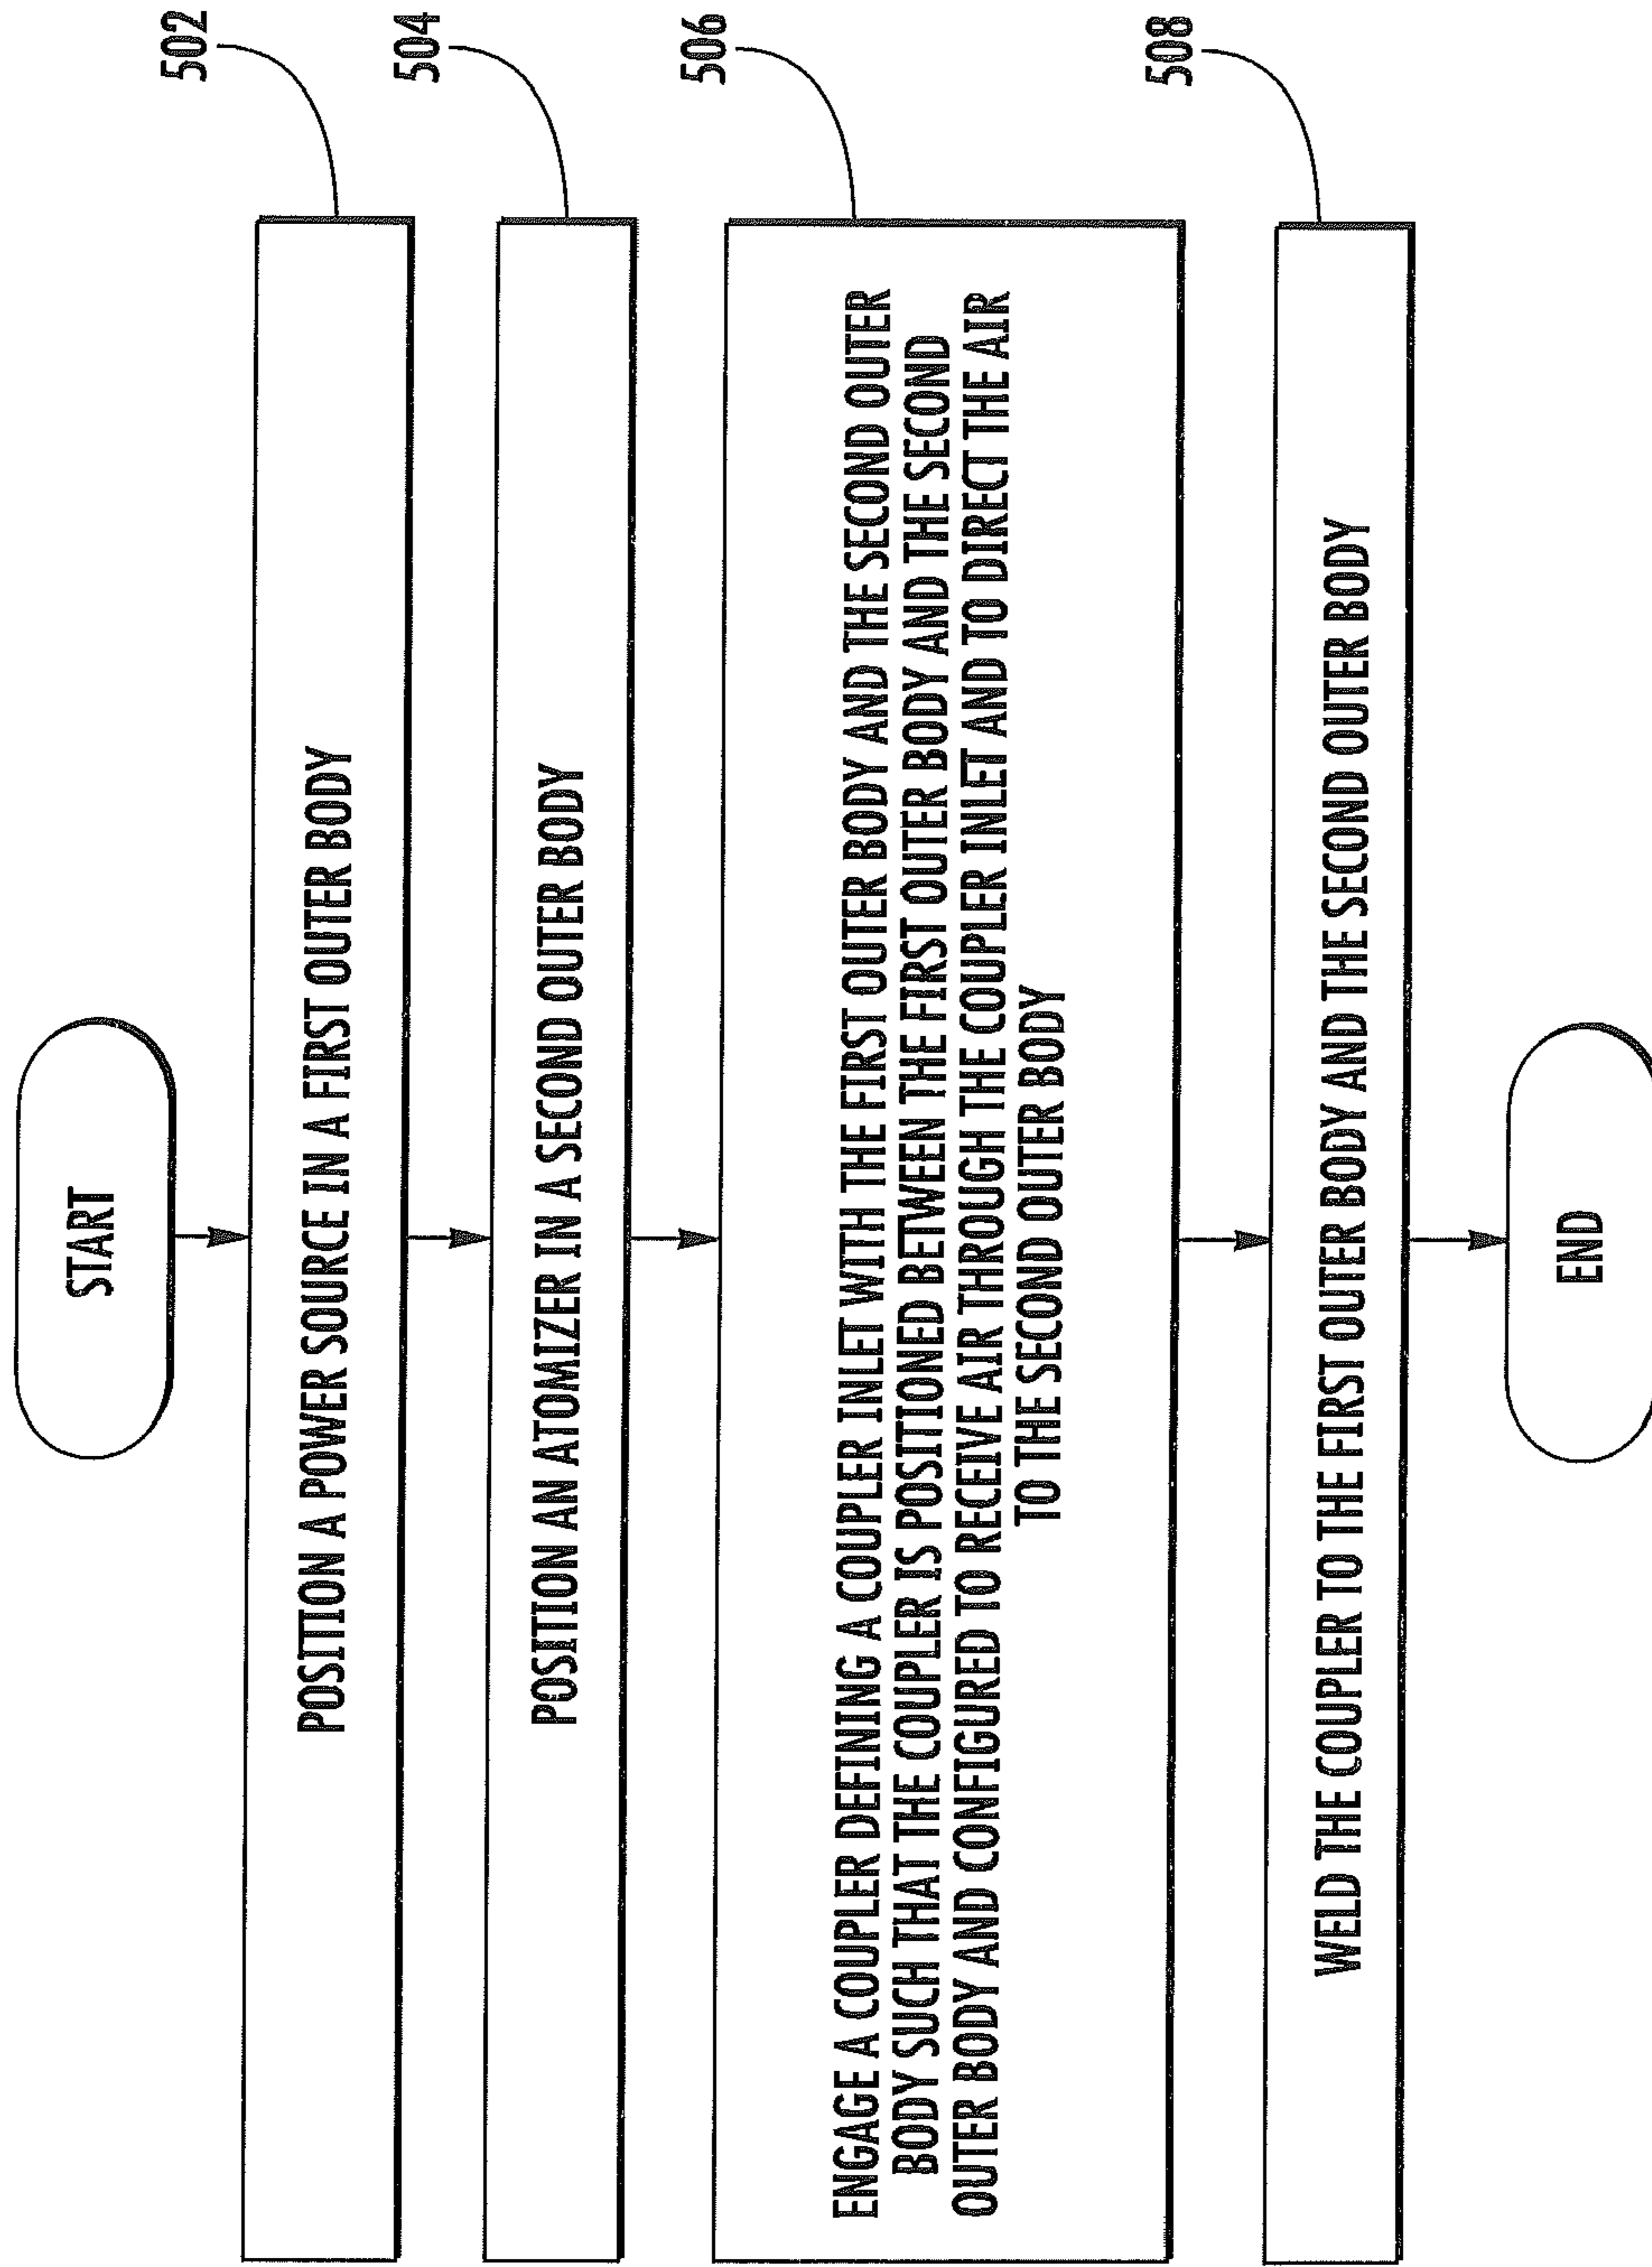 START
502
POSITION A POWER SOURCE IN A FIRST OUTER BODY
504
POSITION AN ATOMIZER IN A SECOND OUTER BODY
506
ENGAGE A COUPLER DEFINING A COUPLER INLET WITH THE FIRST OUTER BODY AND THE SECOND OUTER
BODY SUCH THAT THE COUPLER IS POSITIONED BETWEEN THE FIRST OUTER BODY AND THE SECOND
OUTER BODY AND CONFIGURED TO RECEIVE AIR THROUGH THE COUPLER INLET AND TO DIRECT THE AIR
TO THE SECOND OUTER BODY
508
WELD THE COUPLER TO THE FIRST OUTER BODY AND THE SECOND OUTER BODY
END